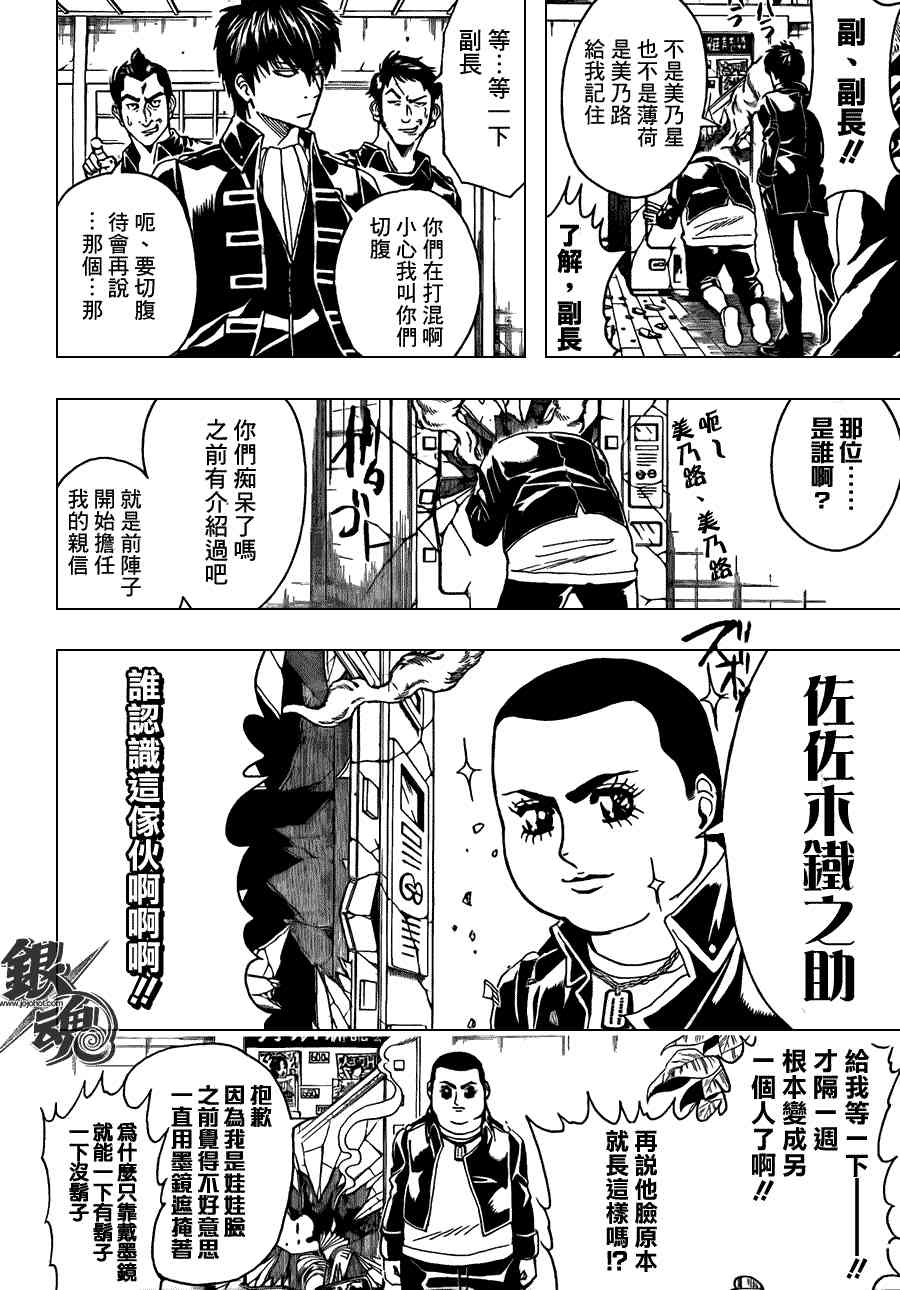 副、副長!!
不是美乃星
也不是薄荷
是美乃路
給我記住
了解，副長
等…等一下
副長
你們在打混啊
小心我叫你們
切腹
呃、要切腹
待會再說
…那個…那
那位……
是誰啊？
呃～
美乃路、美乃路
你們痴呆了嗎
之前有介紹過吧
就是前陣子
開始擔任
我的親信
ズボッ
佐佐木鐵之助
誰認識這傢伙啊啊啊!!
給我等一下——
才隔一週
根本變成另
一個人了啊!!
再說他臉原本
就長這樣嗎!?
抱歉
因為我是娃娃臉
之前覺得不好意思
一直用墨鏡遮掩著
為什麼只靠戴墨鏡
就能一下有鬍子
一下沒鬍子
銀魂
www.jojohot.com